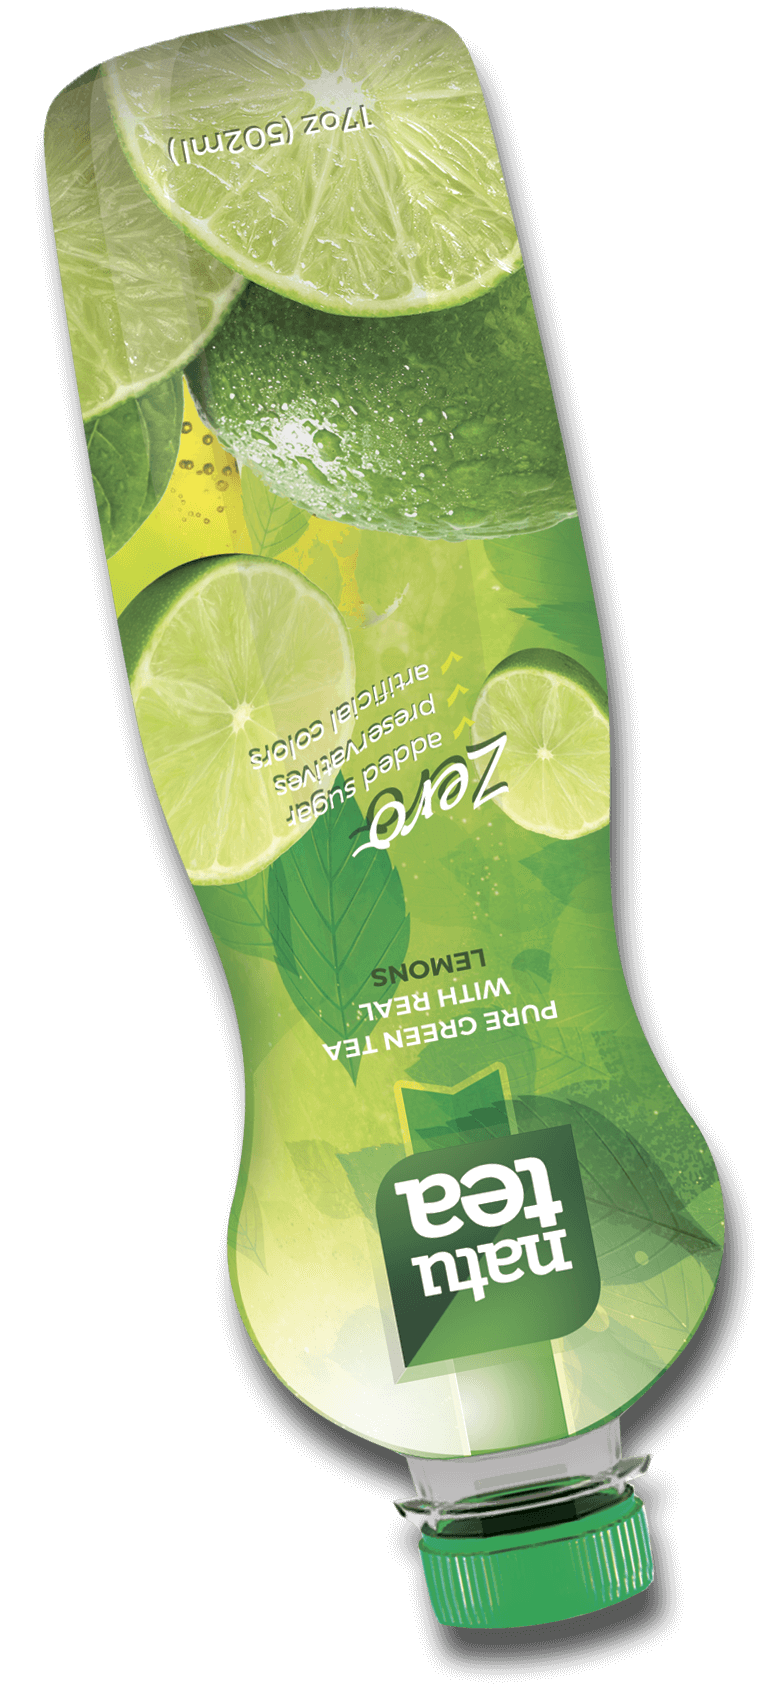 natu
tea
PURE GREEN TEA
WITH REAL
LEMONS
Zero
added sugar
preservatives
artificial colors
17oz (502ml)